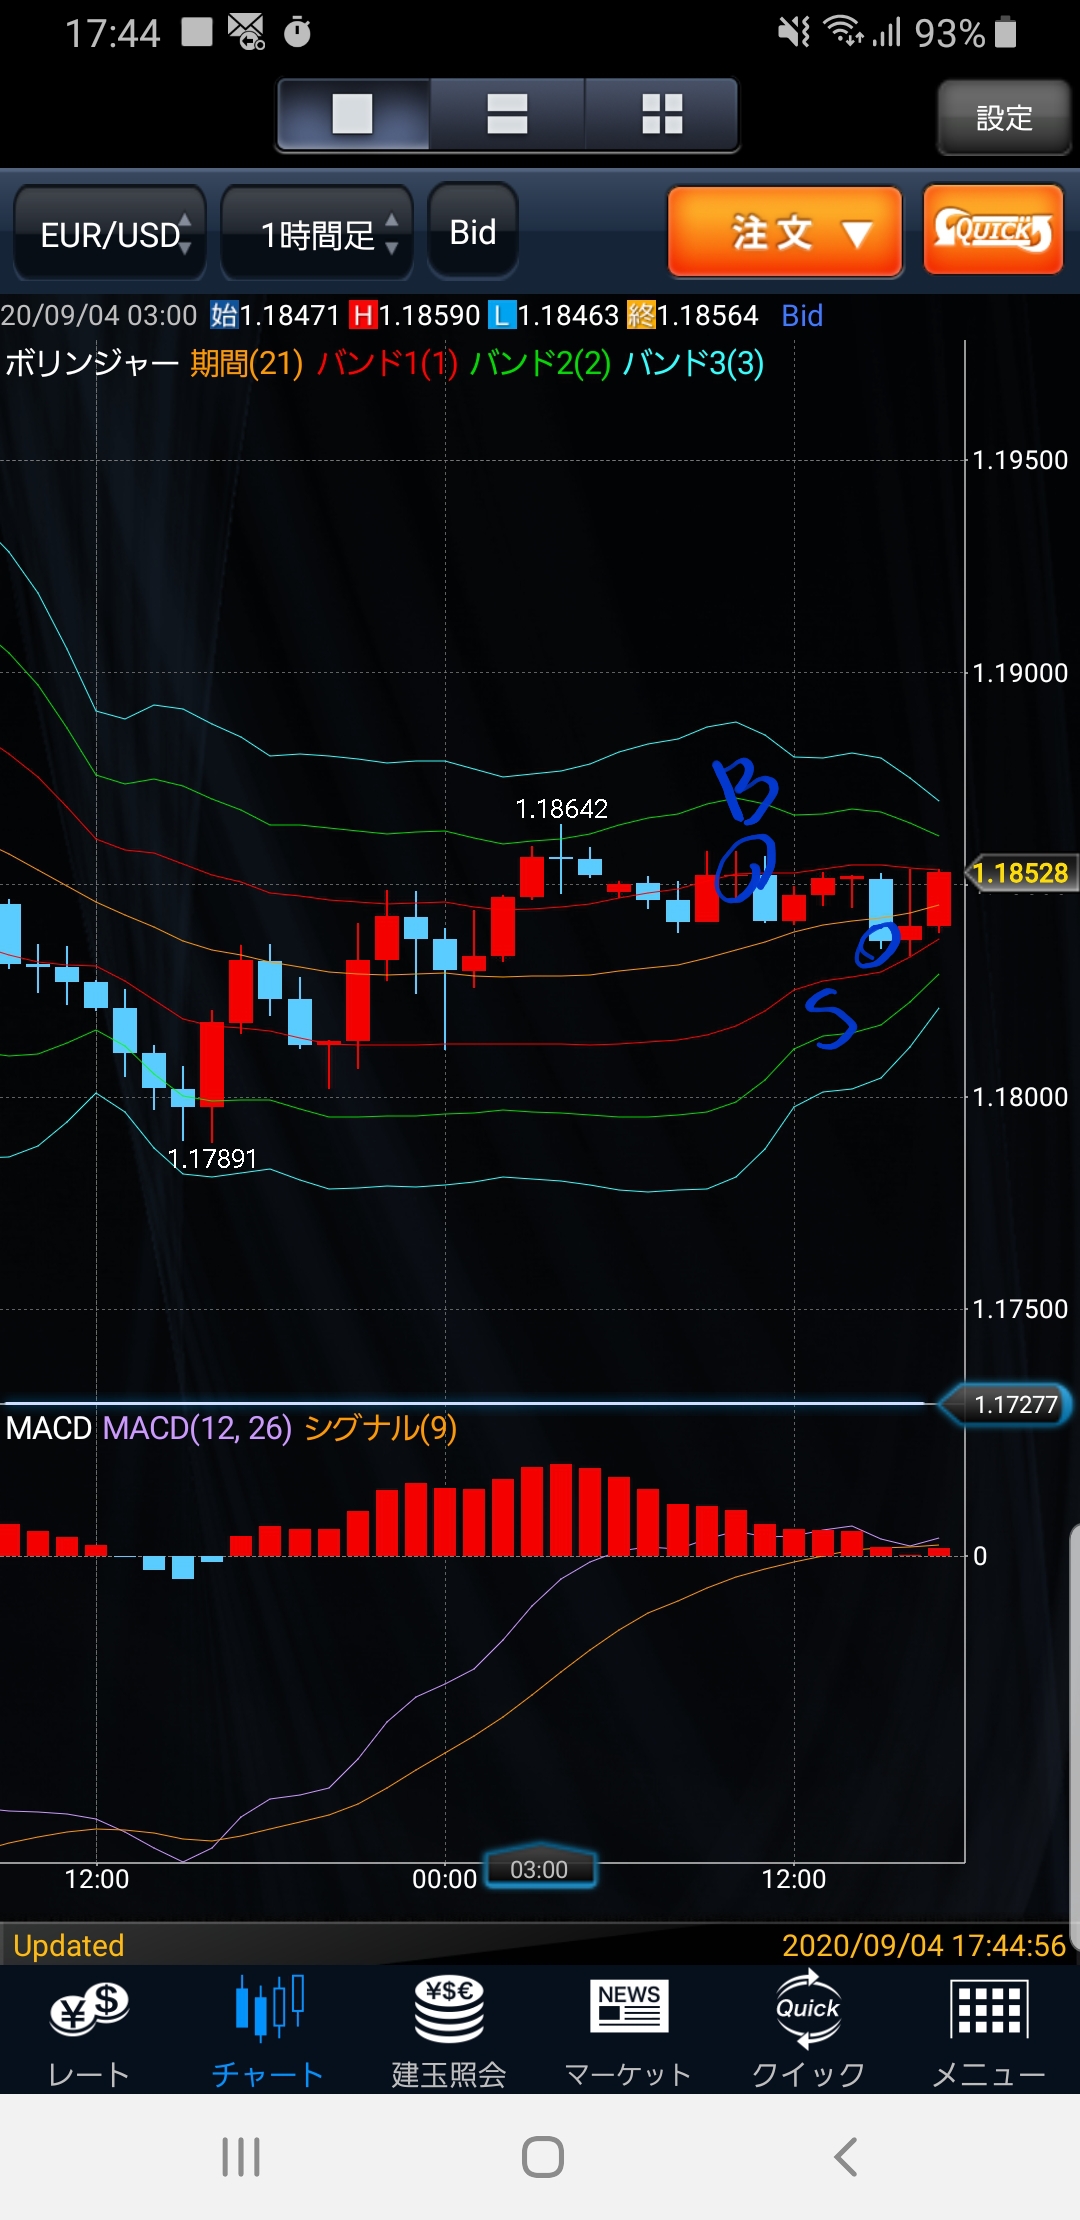 17:44 93%
設定
EUR/USD 1時間足 Bid 注文 ▼ QUICK
20/09/04 03:00 始1.18471 H1.18590 L1.18463 終1.18564 Bid
ボリンジャー 期間(21) バンド1(1) バンド2(2) バンド3(3)
1.19500
1.19000
B
1.18642
1.18528
S
1.18000
1.17891
1.17500
1.17277
MACD MACD(12, 26) シグナル(9)
0
12:00 00:00 03:00 12:00
Updated 2020/09/04 17:44:56
¥$ ¥$€ NEWS Quick
レート チャート 建玉照会 マーケット クイック メニュー